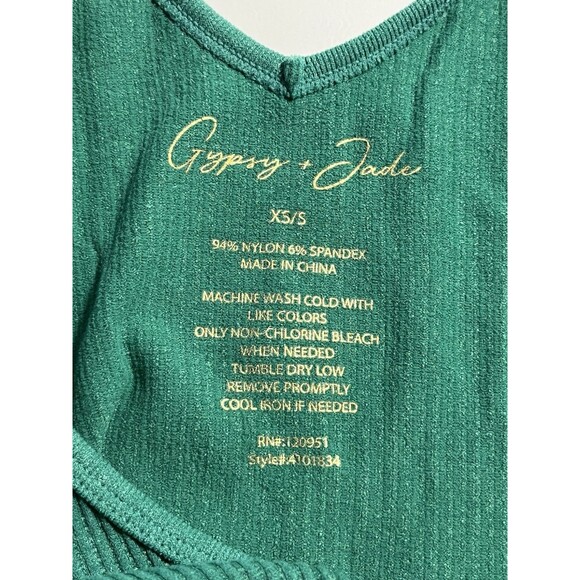 Gypsy + Jade
XS/S
94% NYLON 6% SPANDEX
MADE IN CHINA
MACHINE WASH COLD WITH
LIKE COLORS
ONLY NON-CHLORINE BLEACH
WHEN NEEDED
TUMBLE DRY LOW
REMOVE PROMPTLY
COOL IRON IF NEEDED
RN#:120951
Style#:4101834